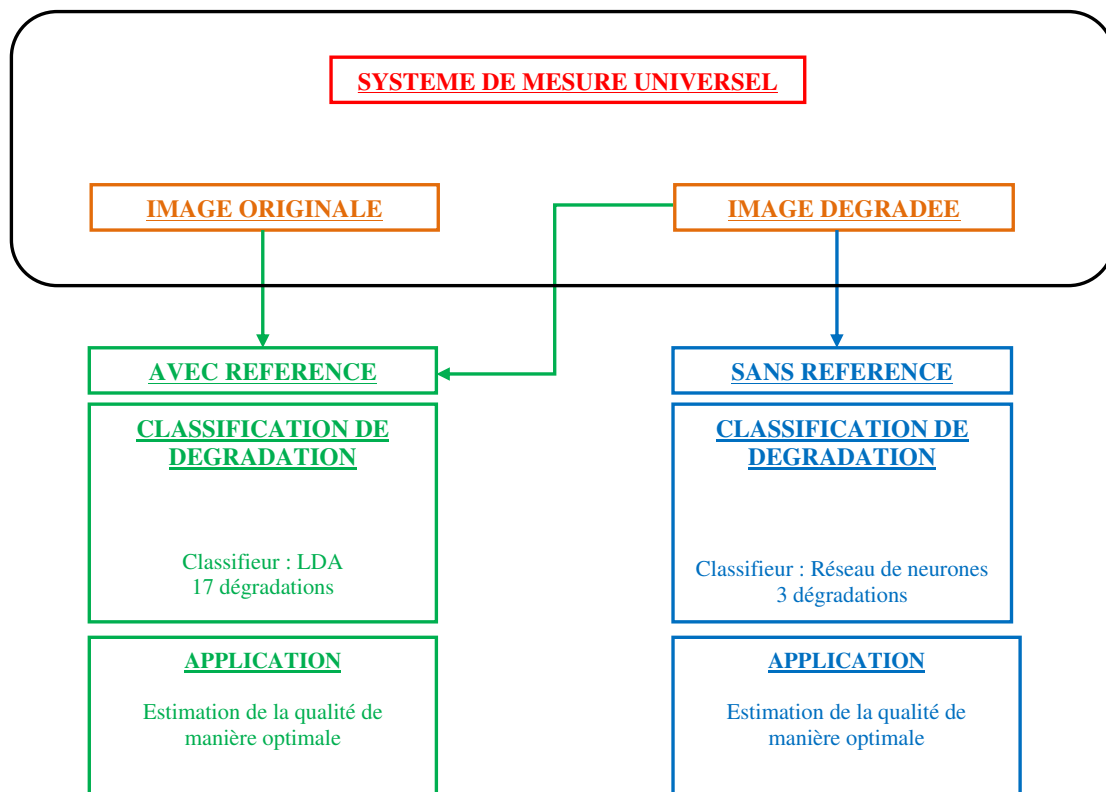 SYSTEME DE MESURE UNIVERSEL
IMAGE ORIGINALE
IMAGE DEGRADEE
AVEC REFERENCE
SANS REFERENCE
CLASSIFICATION DE
DEGRADATION
Classifieur : LDA
17 dégradations
CLASSIFICATION DE
DEGRADATION
Classifieur : Réseau de neurones
3 dégradations
APPLICATION
Estimation de la qualité de
manière optimale
APPLICATION
Estimation de la qualité de
manière optimale